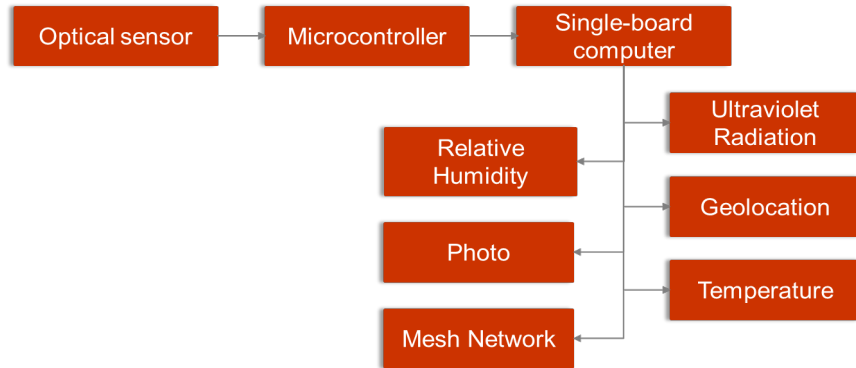 Optical sensor
Microcontroller
Single-board
computer
Ultraviolet
Radiation
Relative
Humidity
Geolocation
Photo
Temperature
Mesh Network